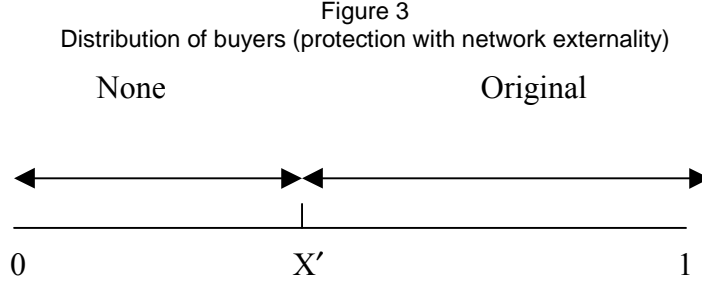 Figure 3
Distribution of buyers (protection with network externality)
None Original
0 X′ 1